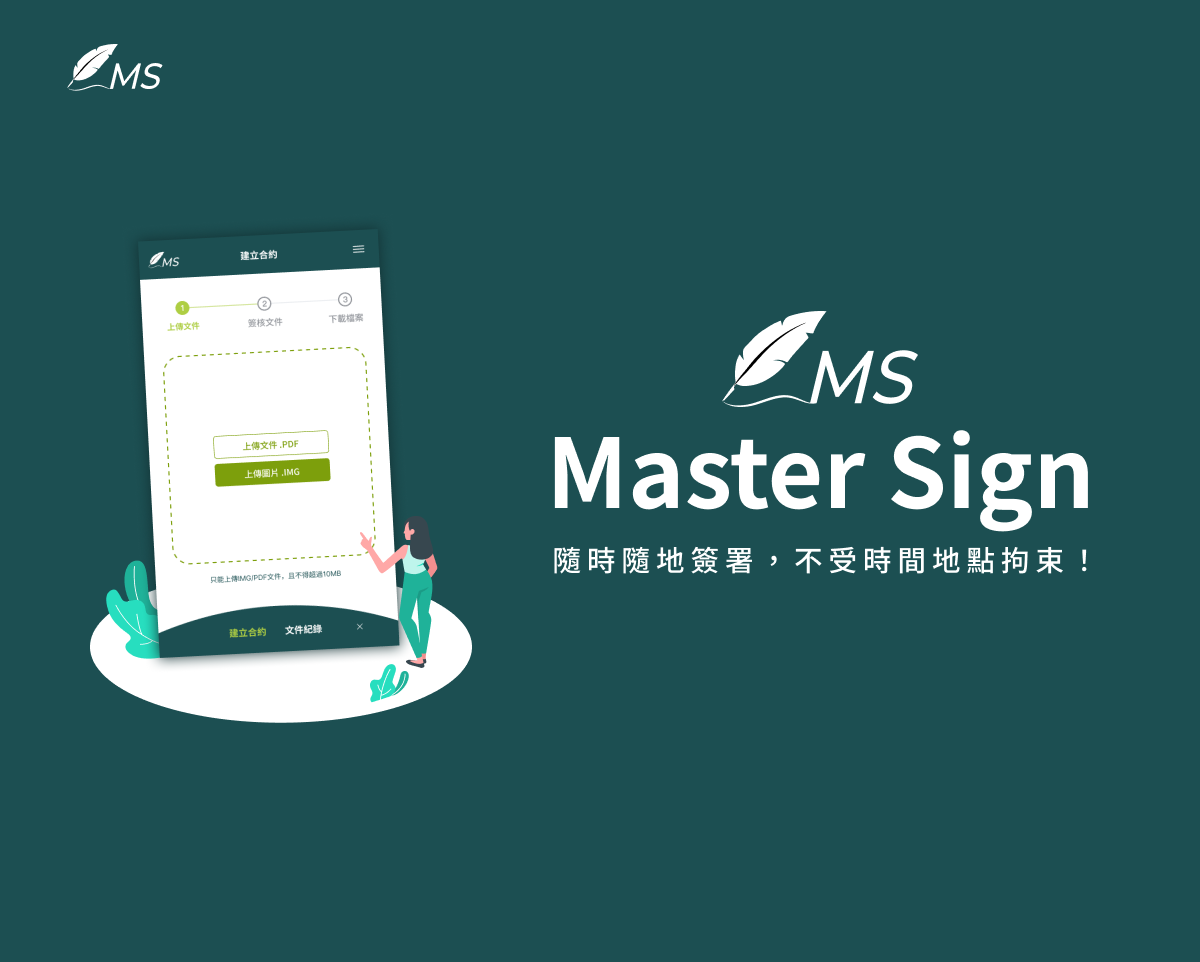 MS
MS
建立合約
1
2
3
上傳文件
簽核文件
下載檔案
上傳文件 .PDF
上傳圖片 .IMG
只能上傳IMG/PDF文件，且不得超過10MB
建立合約 文件紀錄
MS
Master Sign
隨時隨地簽署，不受時間地點拘束！